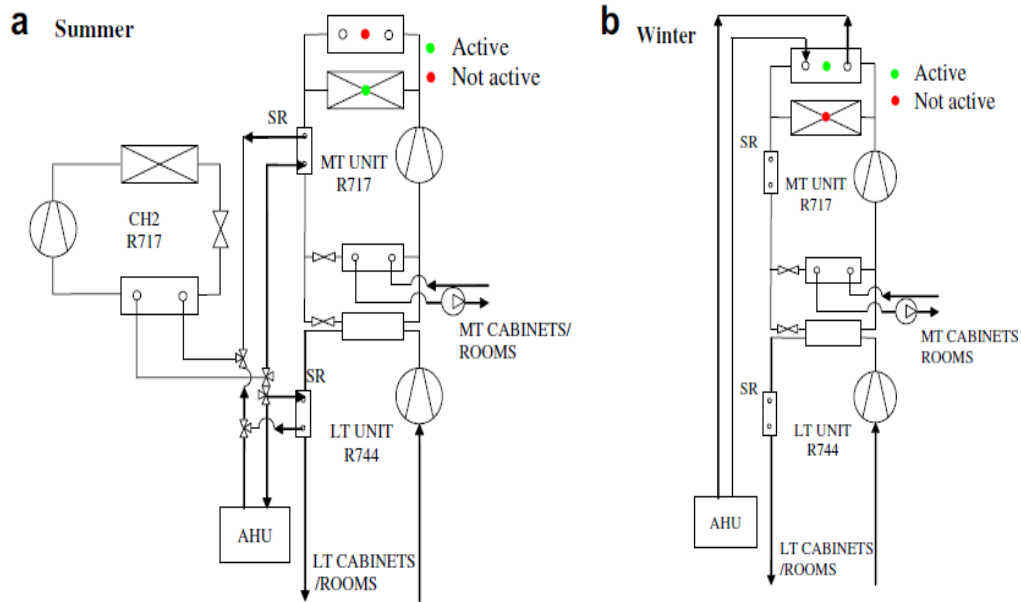 a Summer
Active
Not active
SR
MT UNIT
R717
CH2
R717
MT CABINETS/
ROOMS
SR
LT UNIT
R744
AHU
LT CABINETS
/ROOMS
b Winter
Active
Not active
SR
MT UNIT
R717
MT CABINETS
ROOMS
SR
LT UNIT
R744
AHU
LT CABINETS
/ROOMS